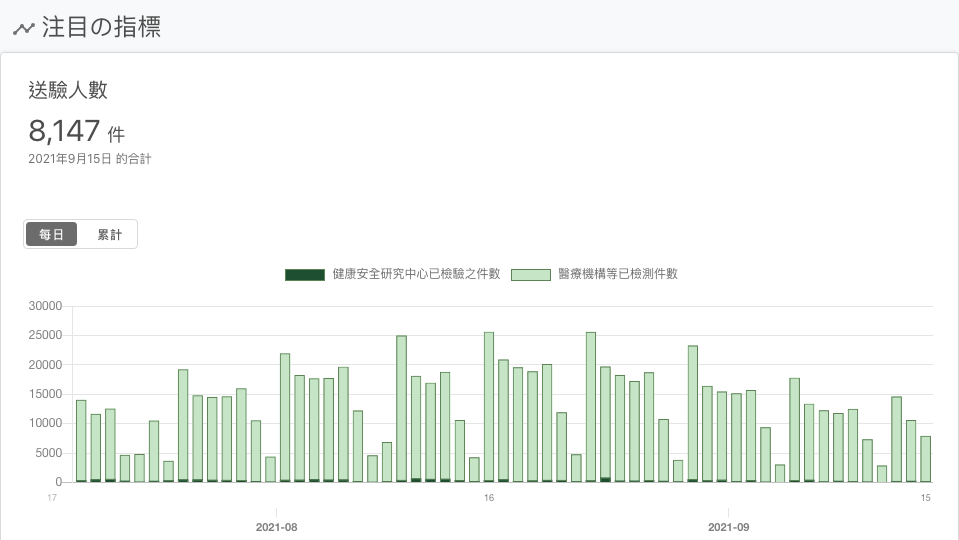 注目の指標
送驗人數
8,147 件
2021年9月15日 的合計
每日 累計
健康安全研究中心已檢驗之件數 醫療機構等已檢測件數
30000
25000
20000
15000
10000
5000
0
17 16 15
2021-08 2021-09